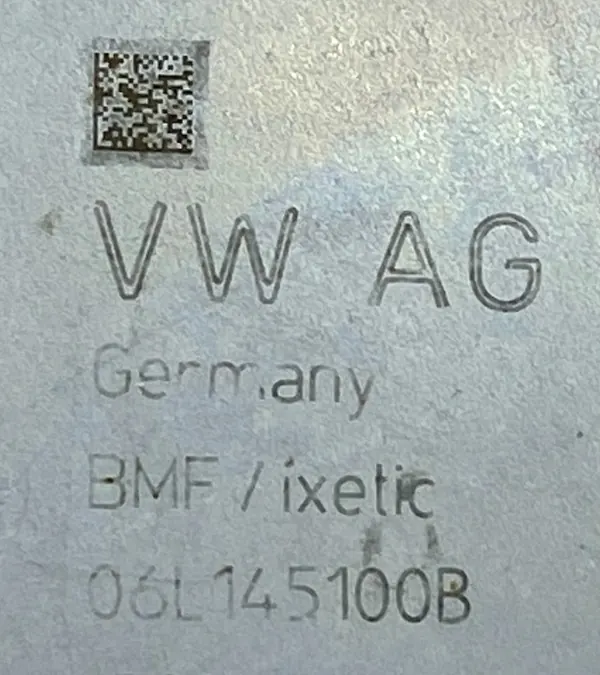 VW AG
Germany
BMF / ixetic
06L145100B